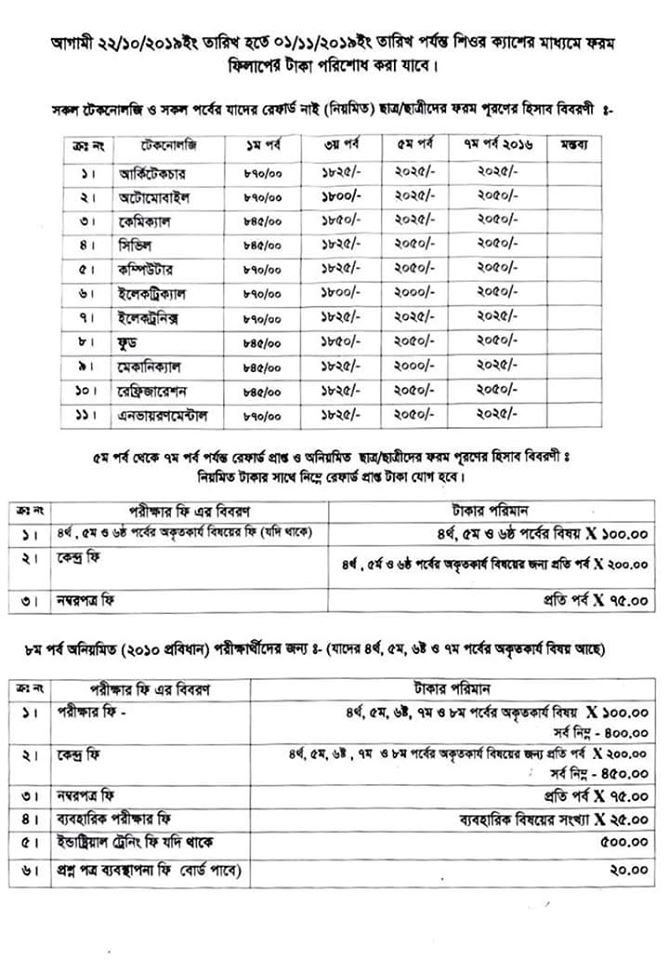 আগামী ২২/১০/২০১৯ইং তারিখ হতে ০১/১১/২০১৯ইং তারিখ পর্যন্ত শিওর ক্যাশের মাধ্যমে ফরম
ফিলাপের টাকা পরিশোধ করা যাবে।
সকল টেকনোলজি ও সকল পর্বের যাদের রেফার্ড নাই (নিয়মিত) ছাত্র/ছাত্রীদের ফরম পূরণের হিসাব বিবরণী ঃ-
ক্রঃ নং টেকনোলজি ১ম পর্ব ৩য় পর্ব ৫ম পর্ব ৭ম পর্ব ২০১৬ মন্তব্য
১। আর্কিটেকচার ৮৭০/০০ ১৮২৫/- ২০২৫/- ২০২৫/-
২। অটোমোবাইল ৮৭০/০০ ১৮০০/- ২০২৫/- ২০২৫/-
৩। কেমিক্যাল ৮৪৫/০০ ১৮৫০/- ২০২৫/- ২০৫০/-
৪। সিভিল ৮৪৫/০০ ১৮২৫/- ২০৫০/- ২০৫০/-
৫। কম্পিউটার ৮৭০/০০ ১৮২৫/- ২০৫০/- ২০৫০/-
৬। ইলেকট্রিক্যাল ৮৭০/০০ ১৮০০/- ২০০০/- ২০৫০/-
৭। ইলেকট্রনিক্স ৮৭০/০০ ১৮২৫/- ২০২৫/- ২০২৫/-
৮। ফুড ৮৪৫/০০ ১৮৫০/- ২০৫০/- ২০৫০/-
৯। মেকানিক্যাল ৮৪৫/০০ ১৮২৫/- ২০০০/- ২০২৫/-
১০। রেফ্রিজারেশন ৮৪৫/০০ ১৮২৫/- ২০৫০/- ২০৫০/-
১১। এনভায়রণমেন্টাল ৮৭০/০০ ১৮২৫/- ২০৫০/- ২০২৫/-
৫ম পর্ব থেকে ৭ম পর্ব পর্যন্ত রেফার্ড প্রাপ্ত ও অনিয়মিত ছাত্র/ছাত্রীদের ফরম পূরণের হিসাব বিবরণী ঃ
নিয়মিত টাকার সাথে নিম্নে রেফার্ড প্রাপ্ত টাকা যোগ হবে।
ক্রঃ নং পরীক্ষার ফি এর বিবরণ টাকার পরিমান
১। ৪র্থ, ৫ম ও ৬ষ্ঠ পর্বের অকৃতকার্য বিষয়ের ফি (যদি থাকে) ৪র্থ, ৫ম ও ৬ষ্ঠ পর্বের বিষয় X ১০০.০০
২। কেন্দ্র ফি ৪র্থ, ৫ম ও ৬ষ্ঠ পর্বের অকৃতকার্য বিষয়ের জন্য প্রতি পর্ব X ২০০.০০
৩। নম্বরপত্র ফি প্রতি পর্ব X ৭৫.০০
৮ম পর্ব অনিয়মিত (২০১০ প্রবিধান) পরীক্ষার্থীদের জন্য ঃ- (যাদের ৪র্থ, ৫ম, ৬ষ্ট ও ৭ম পর্বের অকৃতকার্য বিষয় আছে)
ক্রঃ নং পরীক্ষার ফি এর বিবরণ টাকার পরিমান
১। পরীক্ষার ফি - ৪র্থ, ৫ম, ৬ষ্ট, ৭ম ও ৮ম পর্বের অকৃতকার্য বিষয় X ১০০.০০
সর্ব নিম্ন - ৪০০.০০
২। কেন্দ্র ফি ৪র্থ, ৫ম, ৬ষ্ট, ৭ম ও ৮ম পর্বের অকৃতকার্য বিষয়ের জন্য প্রতি পর্ব X ২০০.০০
সর্ব নিম্ন - ৪৫০.০০
৩। নম্বরপত্র ফি প্রতি পর্ব X ৭৫.০০
৪। ব্যবহারিক পরীক্ষার ফি ব্যবহারিক বিষয়ের সংখ্যা X ২৫.০০
৫। ইন্ডাষ্ট্রিয়াল ট্রেনিং ফি যদি থাকে ৫০০.০০
৬। প্রশ্ন পত্র ব্যবস্থাপনা ফি (বোর্ড পাবে) ২০.০০